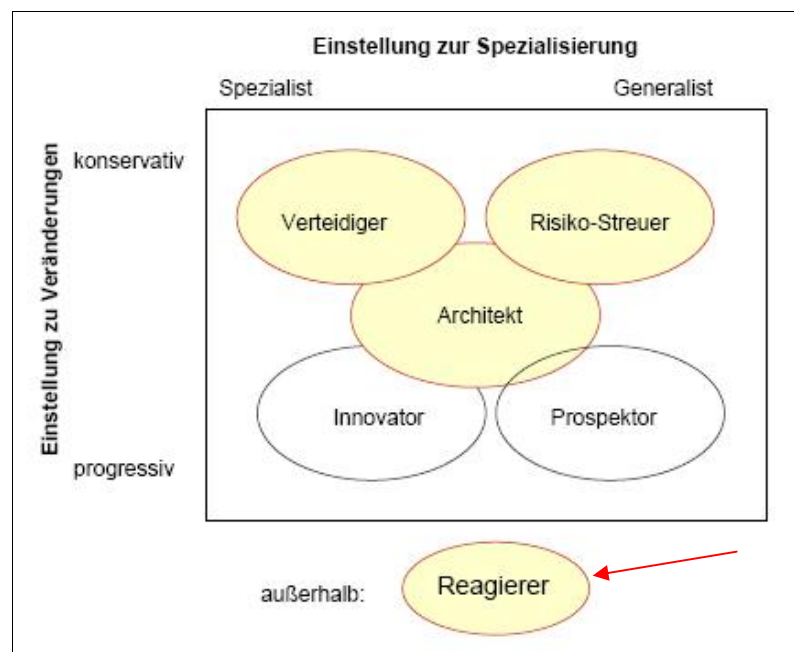 Einstellung zur Spezialisierung
Spezialist Generalist
Einstellung zu Veränderungen
konservativ
Verteidiger Risiko-Streuer
Architekt
Innovator Prospektor
progressiv
außerhalb: Reagierer